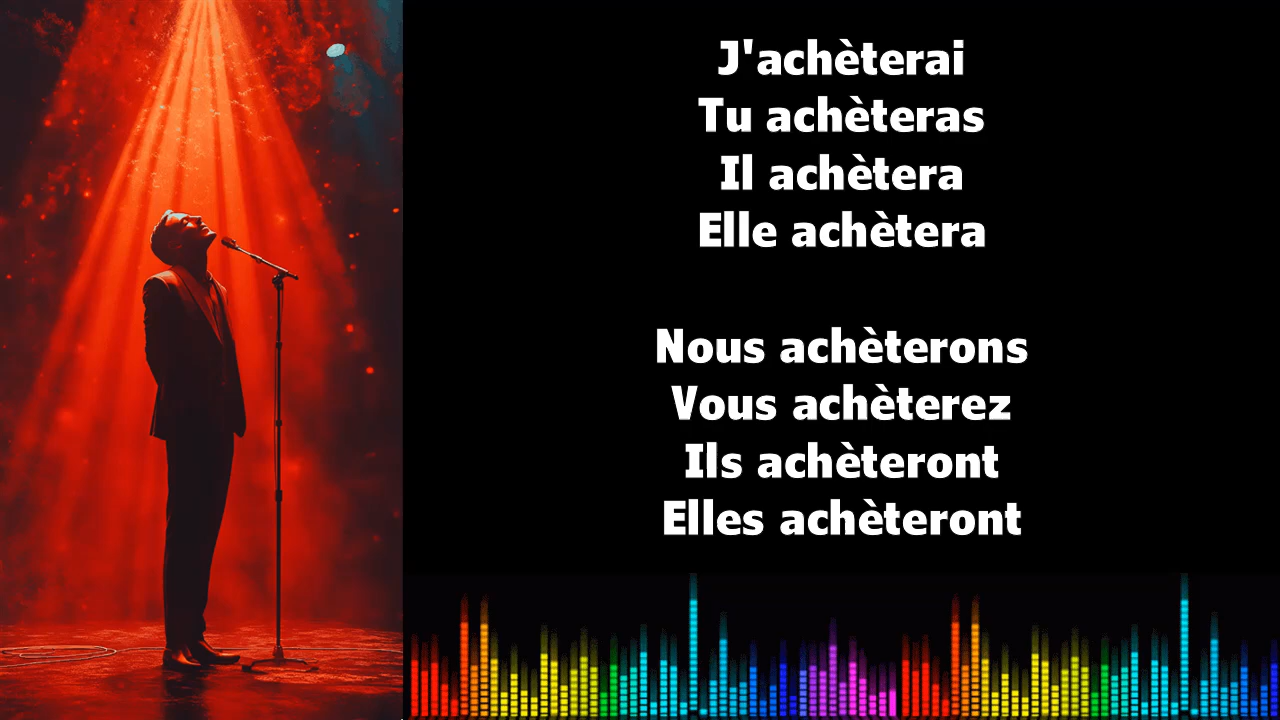 J'achèterai
Tu achèteras
Il achètera
Elle achètera
Nous achèterons
Vous achèterez
Ils achèteront
Elles achèteront